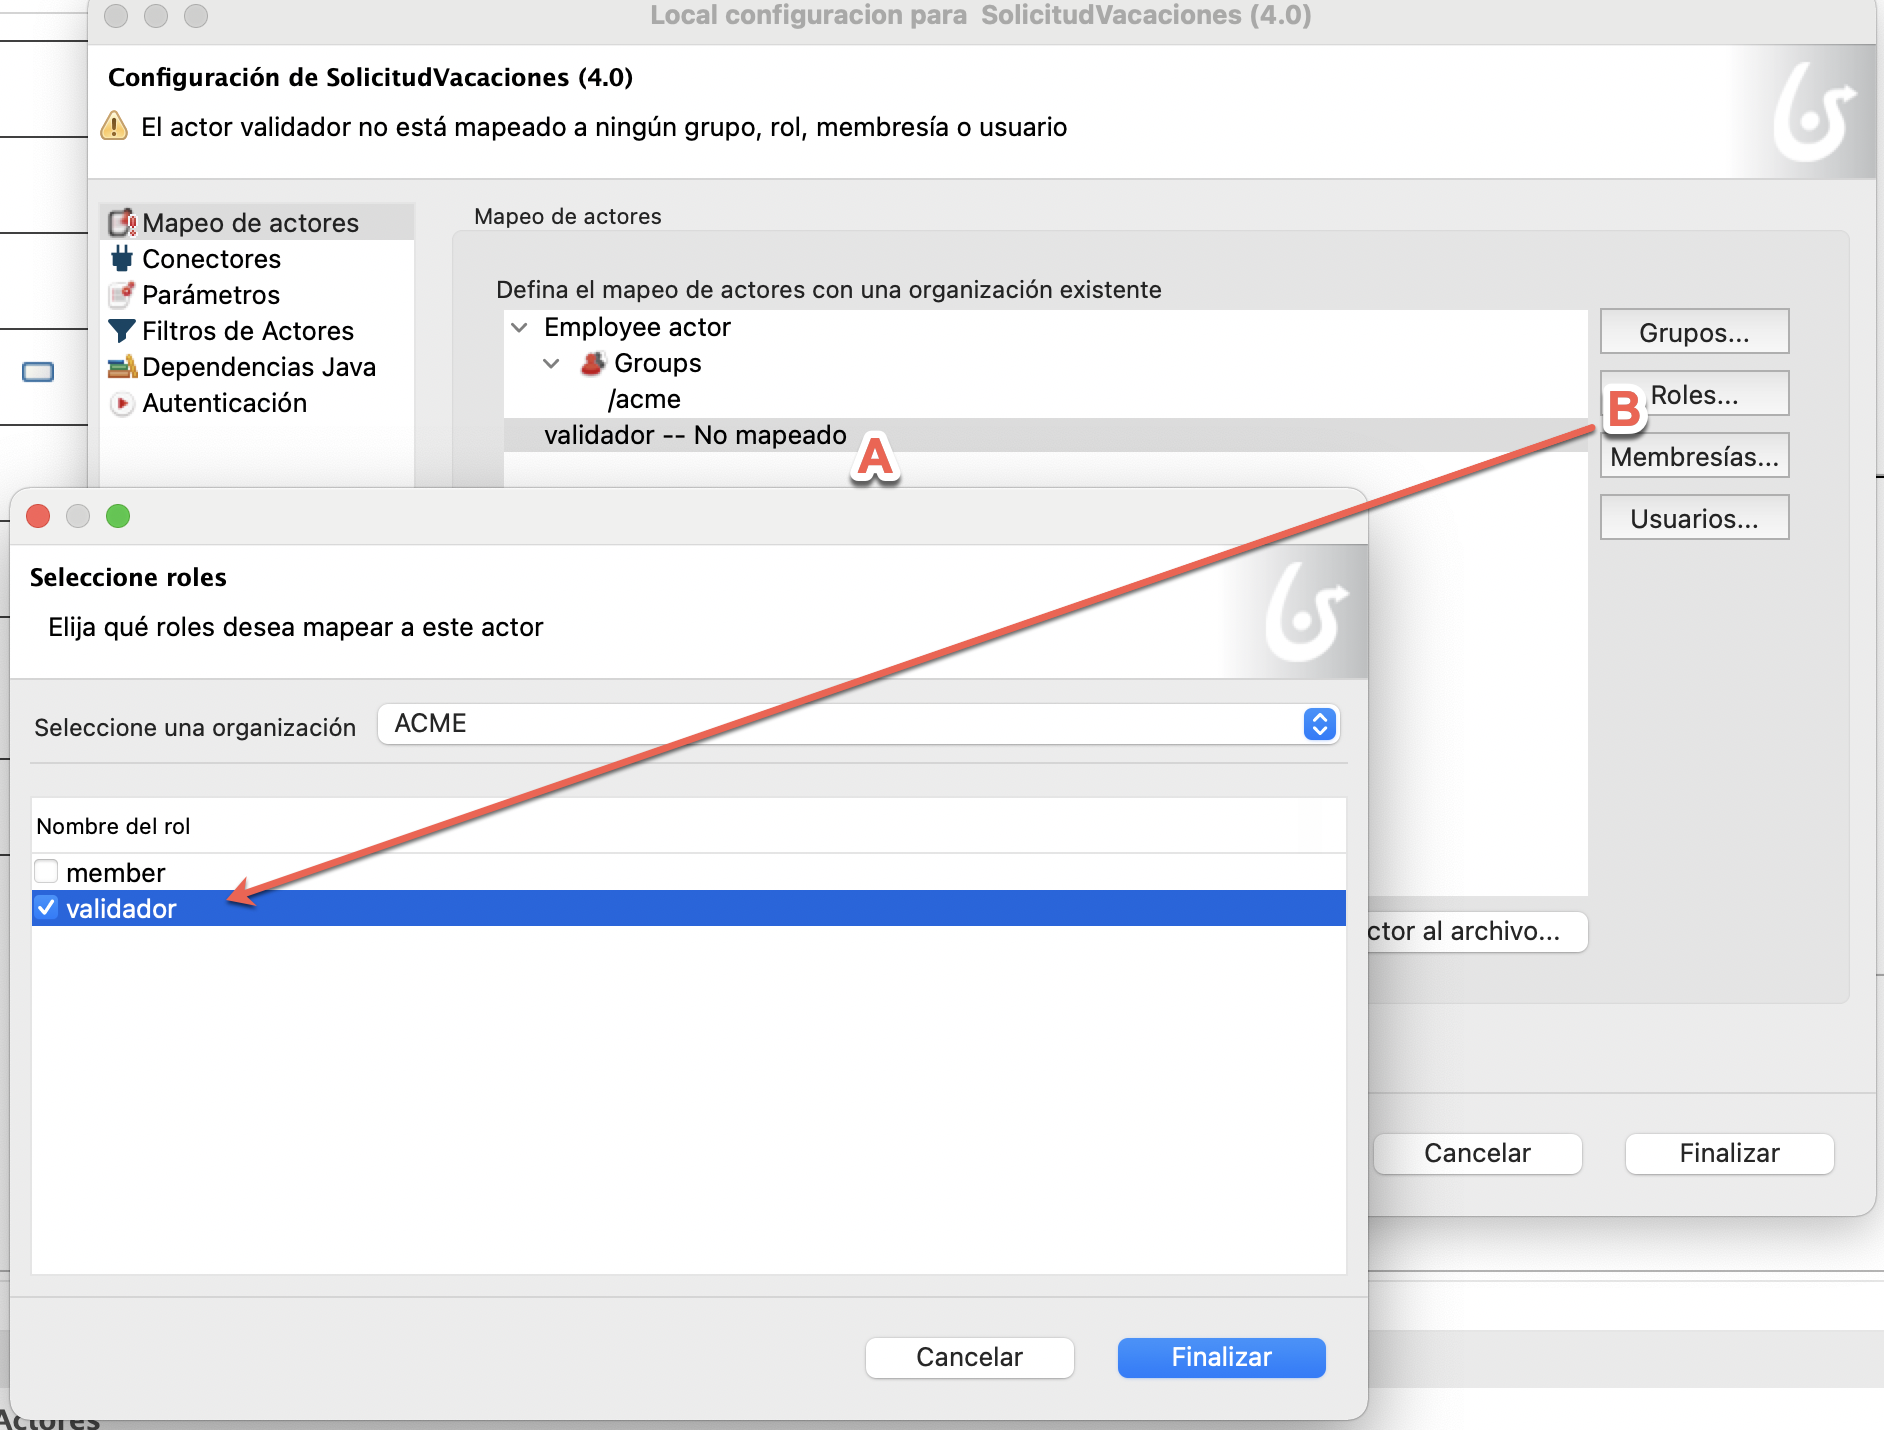 Local configuracion para SolicitudVacaciones (4.0)
Configuración de SolicitudVacaciones (4.0)
El actor validador no está mapeado a ningún grupo, rol, membresía o usuario
Mapeo de actores
Conectores
Parámetros
Filtros de Actores
Dependencias Java
Autenticación
Mapeo de actores
Defina el mapeo de actores con una organización existente
Employee actor
Groups
/acme
validador -- No mapeado
A
Grupos...
B
Roles...
Membresías...
Usuarios...
ctor al archivo...
Cancelar
Finalizar
Seleccione roles
Elija qué roles desea mapear a este actor
Seleccione una organización
ACME
Nombre del rol
member
validador
Cancelar
Finalizar
Actores